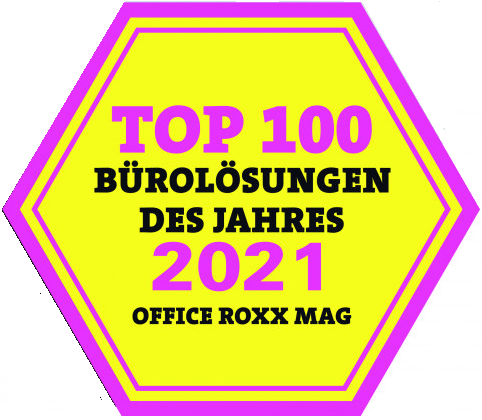 TOP 100
BÜROLÖSUNGEN
DES JAHRES
2021
OFFICE ROXX MAG